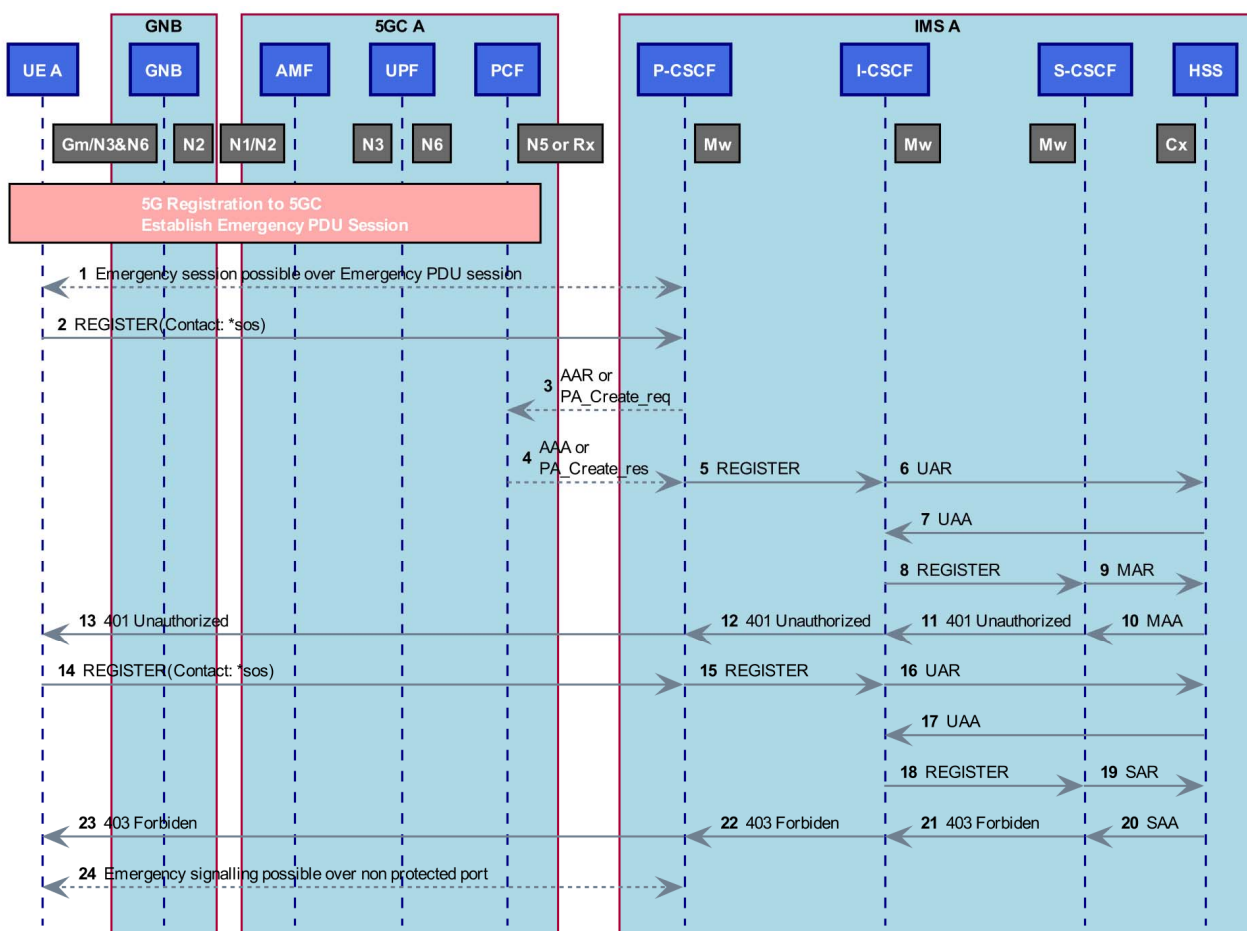 GNB
5GC A
IMS A
UE A
GNB
AMF
UPF
PCF
P-CSCF
I-CSCF
S-CSCF
HSS
Gm/N3&N6
N2
N1/N2
N3
N6
N5 or Rx
Mw
Mw
Mw
Cx
5G Registration to 5GC
Establish Emergency PDU Session
1 Emergency session possible over Emergency PDU session
2 REGISTER(Contact: *sos)
3 AAR or
PA_Create_req
4 AAA or
PA_Create_res
5 REGISTER
6 UAR
7 UAA
8 REGISTER
9 MAR
13 401 Unauthorized
12 401 Unauthorized
11 401 Unauthorized
10 MAA
14 REGISTER(Contact: *sos)
15 REGISTER
16 UAR
17 UAA
18 REGISTER
19 SAR
23 403 Forbiden
22 403 Forbiden
21 403 Forbiden
20 SAA
24 Emergency signalling possible over non protected port